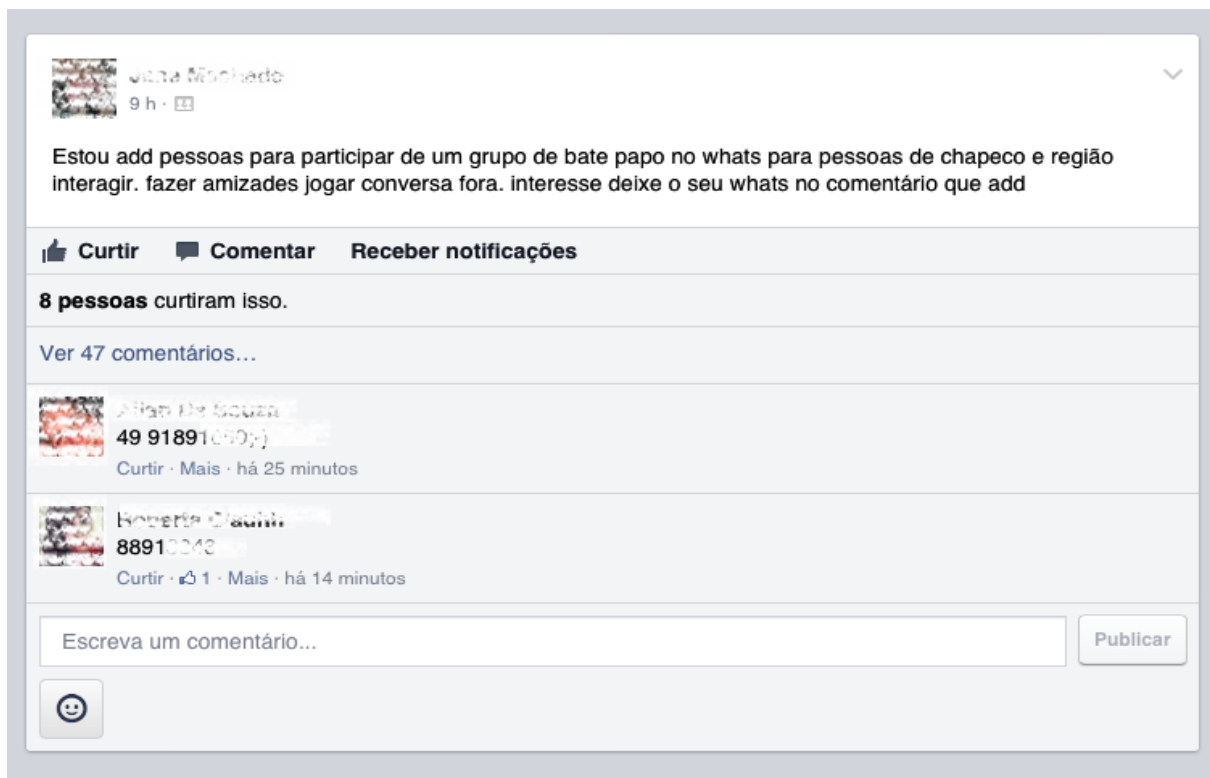 9 h ·
Estou add pessoas para participar de um grupo de bate papo no whats para pessoas de chapeco e região
interagir. fazer amizades jogar conversa fora. interesse deixe o seu whats no comentário que add
Curtir Comentar Receber notificações
8 pessoas curtiram isso.
Ver 47 comentários...
49 91891
Curtir · Mais · há 25 minutos
8891
Curtir · 1 · Mais · há 14 minutos
Escreva um comentário... Publicar